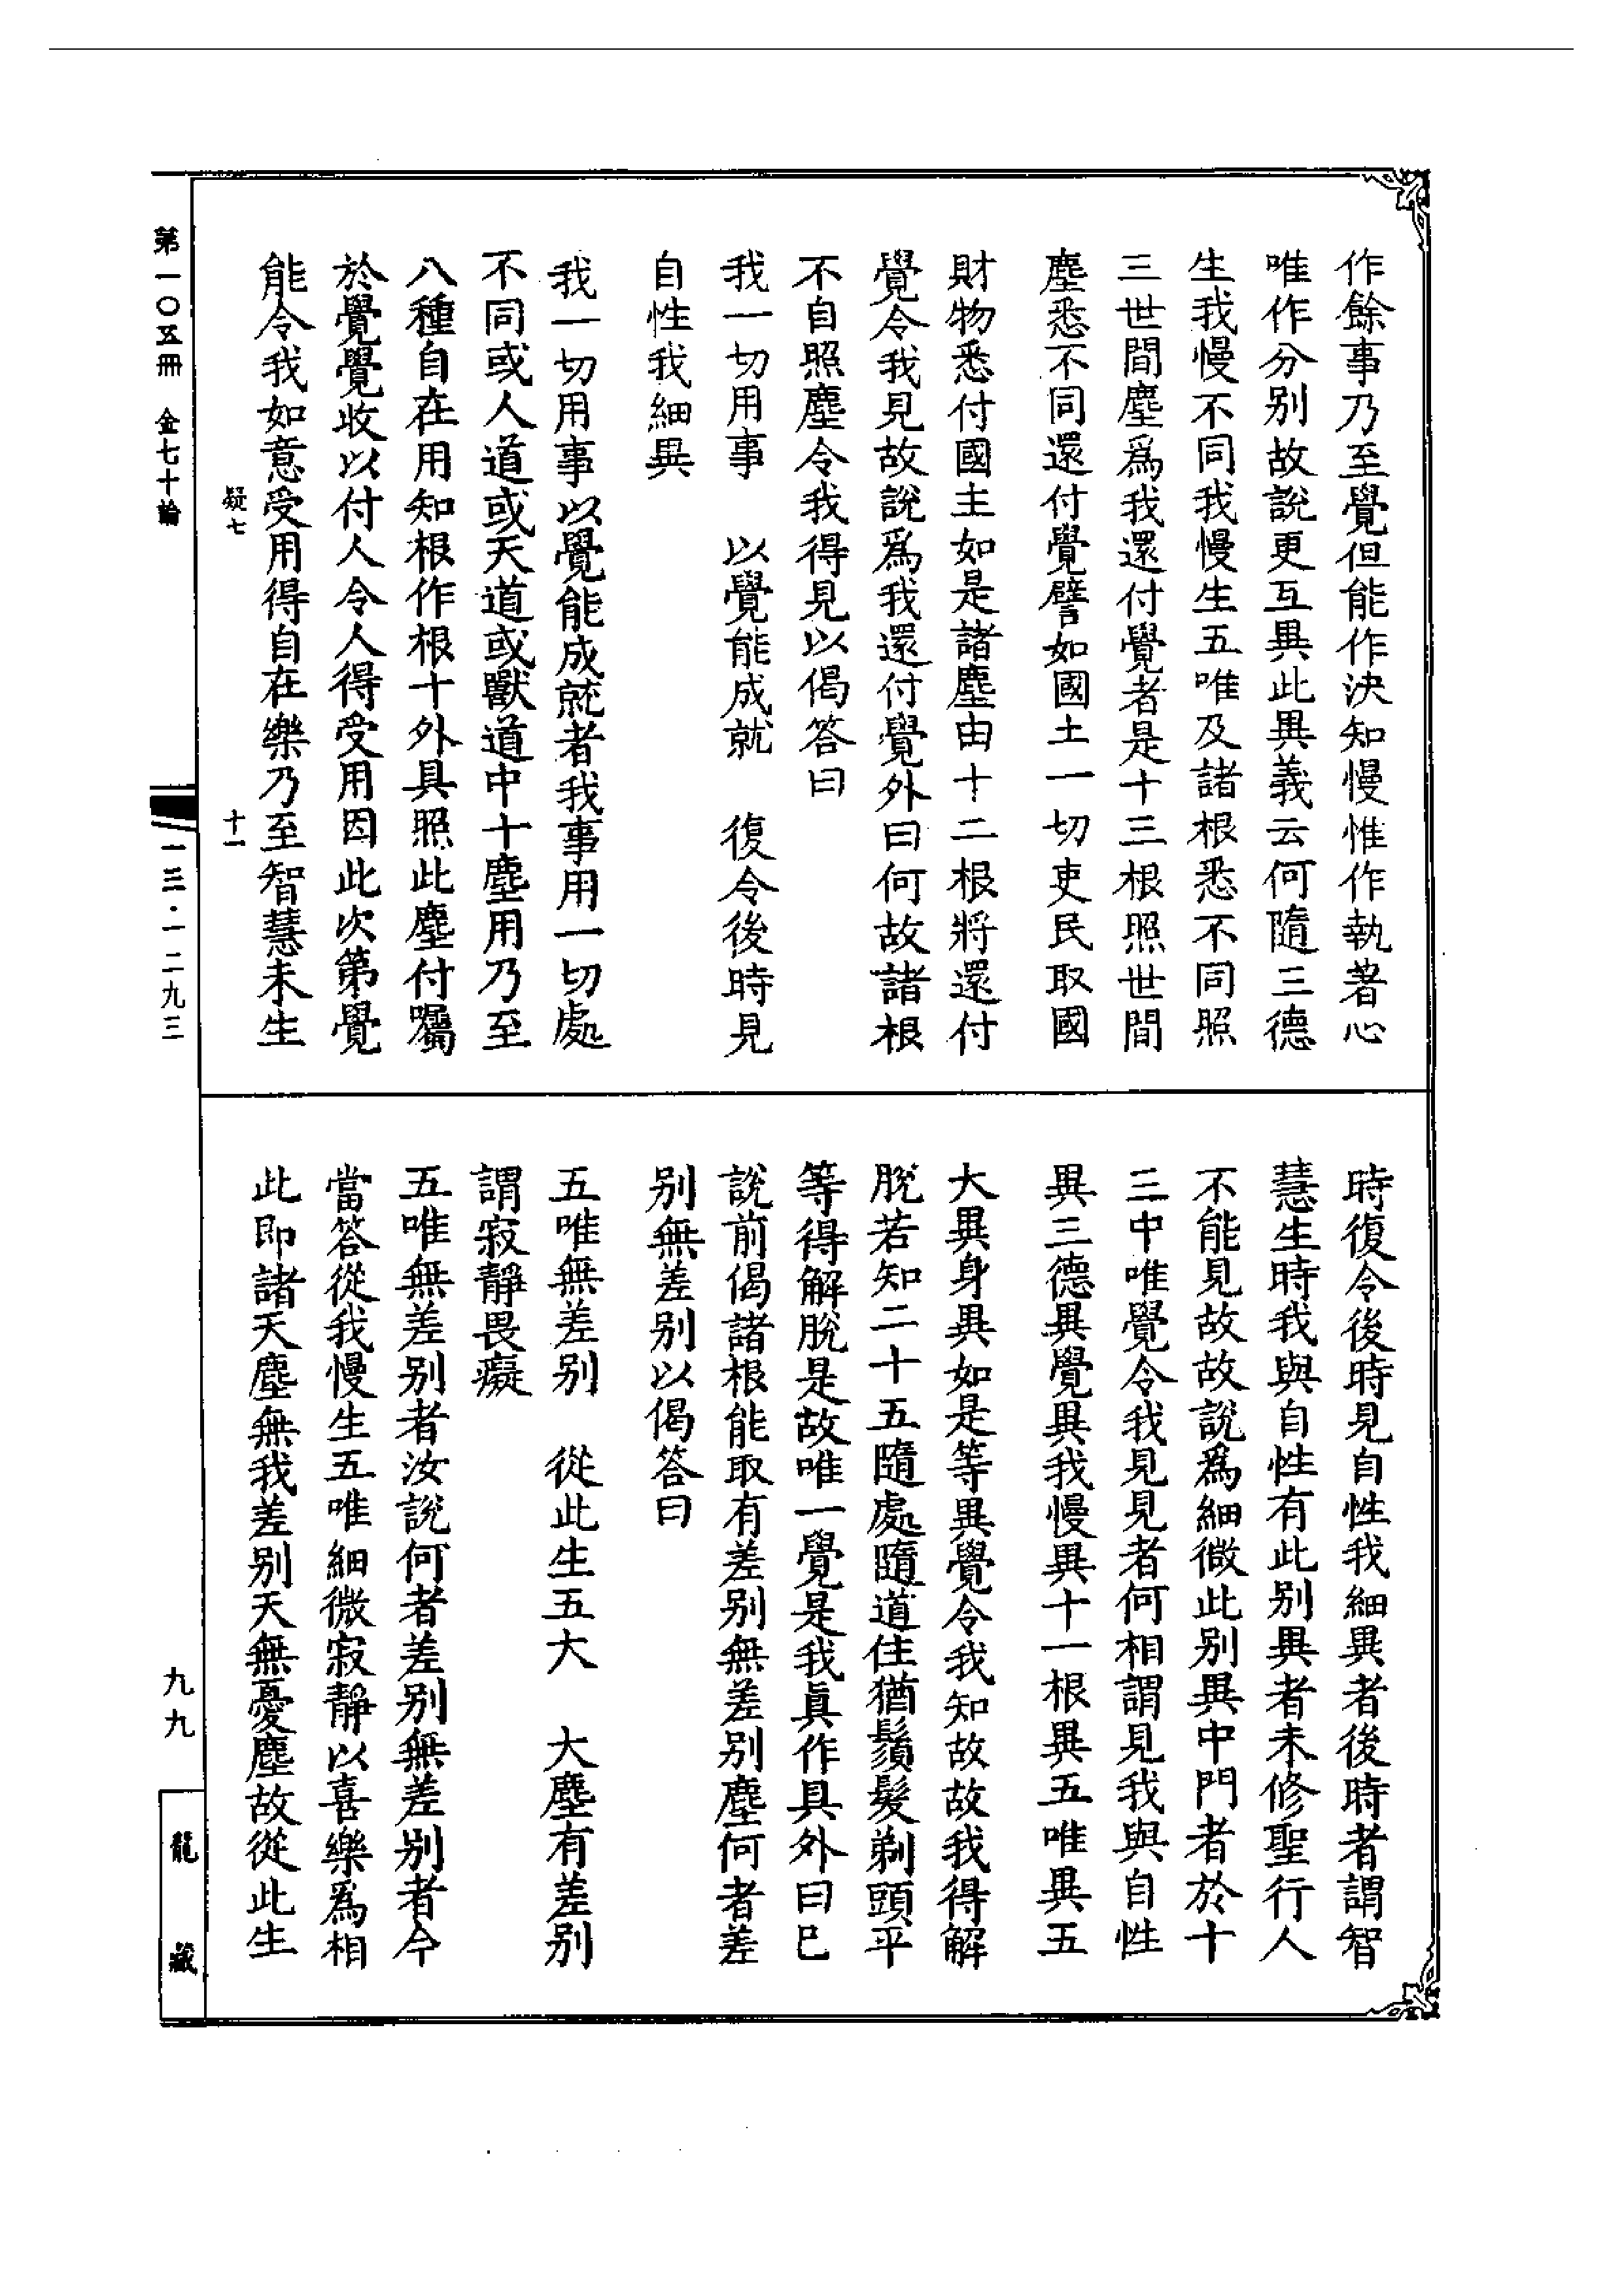 作餘事乃至覺但能作決知慢惟作執著心
唯作分別故說更互異此異義云何隨三德
生我慢不同我慢生五唯及諸根悉不同照
三世間塵爲我還付覺者是十三根照世間
塵悉不同還付覺譬如國土一切吏民取國
財物悉付國主如是諸塵由十二根將還付
覺令我見故說爲我還付覺外曰何故諸根
不自照塵令我得見以偈答曰
我一切用事　以覺能成就　復令後時見
自性我細異
我一切用事以覺能成就者我事用一切處
不同或人道或天道或獸道中十塵用乃至
八種自在用知根作根十外具照此塵付囑
於覺覺收以付人令人得受用因此次第覺
能令我如意受用得自在樂乃至智慧未生
時復令後時見自性我細異者後時者謂智
慧生時我與自性有此別異者未修聖行人
不能見故故說爲細微此別異中門者於十
三中唯覺令我見見者何相謂見我與自性
異三德異覺異我慢異十一根異五唯異五
大異身異如是等異覺令我知故故我得解
脫若知二十五隨處隨道住猶鬚髮剃頭平
等得解脫是故唯一覺是我眞作具外曰巳
說前偈諸根能取有差別無差別塵何者差
別無差別以偈答曰
五唯無差別　從此生五大　大塵有差別
謂寂靜畏癡
五唯無差別者汝說何者差別無差別者今
當答從我慢生五唯細微寂靜以喜樂爲相
此即諸天塵無我差別天無憂塵故從此生
疑七　十一
第一〇五冊　金七十論
一三·一二九三
九九
龍藏